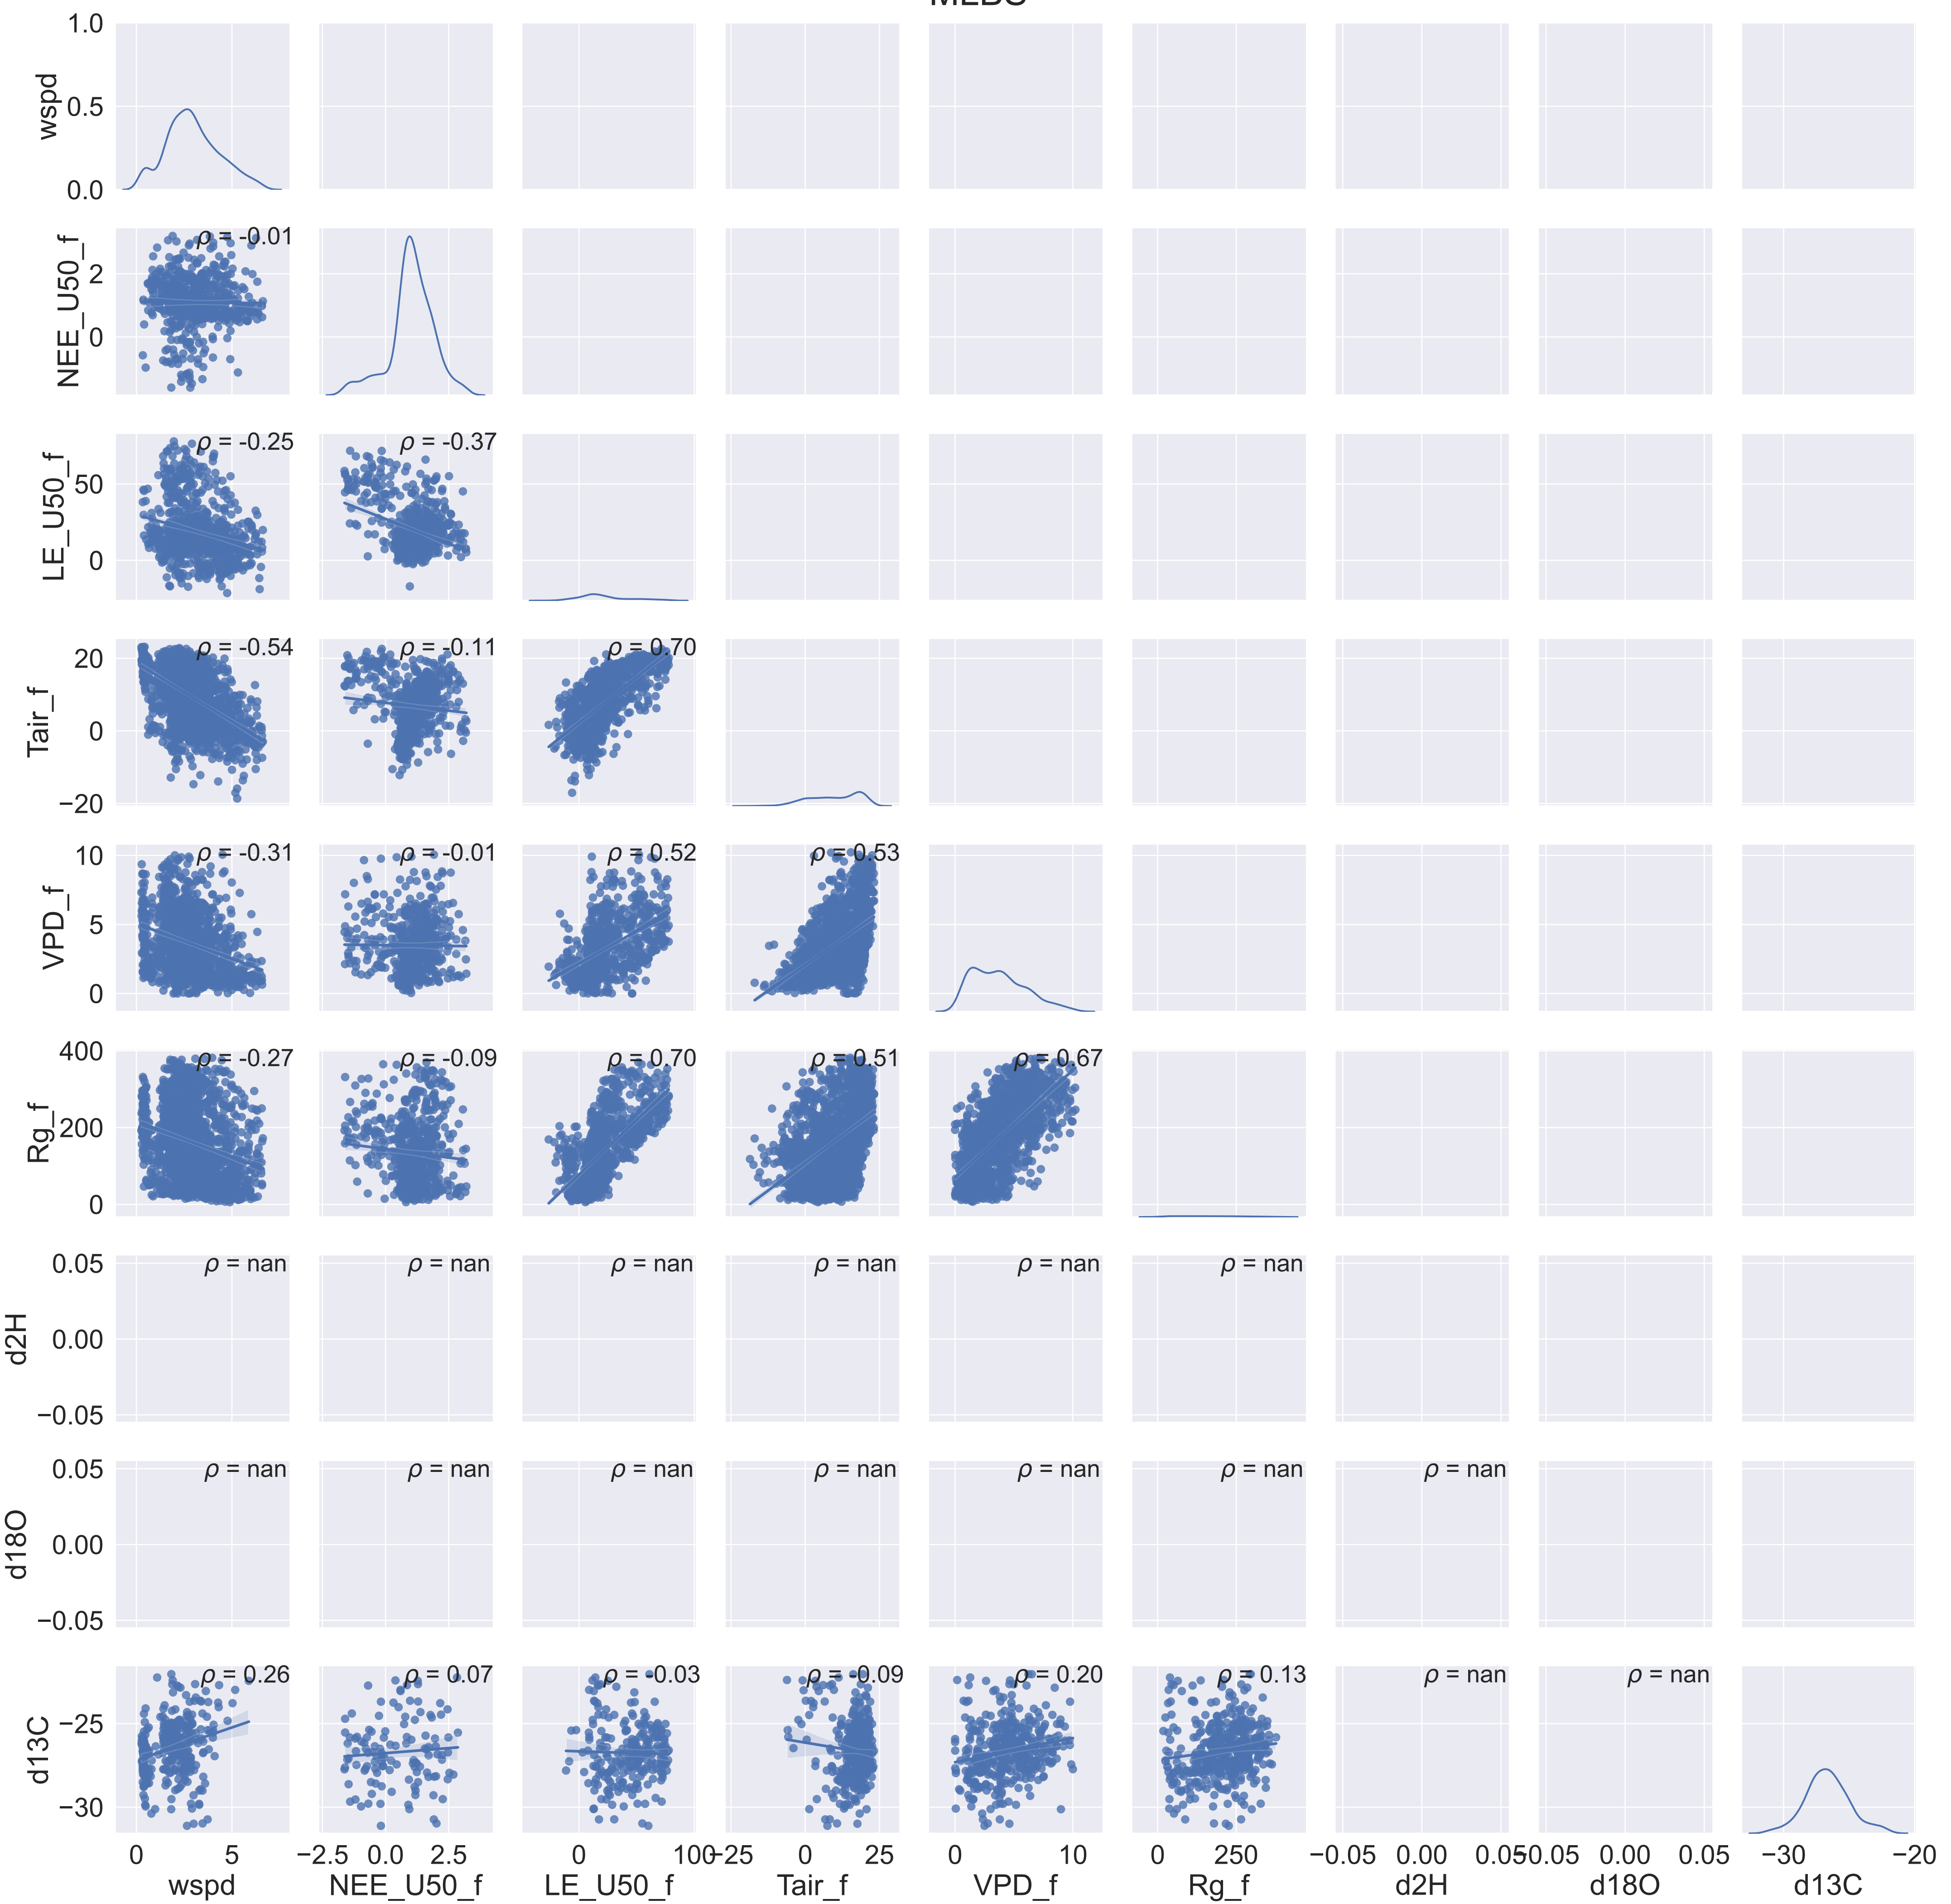 MLBS
1.0
0.5
0.0
wspd
ρ = -0.01
2
0
NEE_U50_f
ρ = -0.25
ρ = -0.37
50
0
LE_U50_f
ρ = -0.54
ρ = -0.11
ρ = 0.70
20
0
−20
Tair_f
ρ = -0.31
ρ = -0.01
ρ = 0.52
ρ = 0.53
10
5
0
VPD_f
ρ = -0.27
ρ = -0.09
ρ = 0.70
ρ = 0.51
ρ = 0.67
400
200
0
Rg_f
ρ = nan
ρ = nan
ρ = nan
ρ = nan
ρ = nan
ρ = nan
0.05
0.00
−0.05
d2H
ρ = nan
ρ = nan
ρ = nan
ρ = nan
ρ = nan
ρ = nan
ρ = nan
0.05
0.00
−0.05
d18O
ρ = 0.26
ρ = 0.07
ρ = -0.03
ρ = -0.09
ρ = 0.20
ρ = 0.13
ρ = nan
ρ = nan
−25
−30
d13C
0 5
−2.5 0.0 2.5
0 100
−25 0 25
0 10
0 250
−0.05 0.00 0.05
−0.05 0.00 0.05
−30 −20
wspd
NEE_U50_f
LE_U50_f
Tair_f
VPD_f
Rg_f
d2H
d18O
d13C